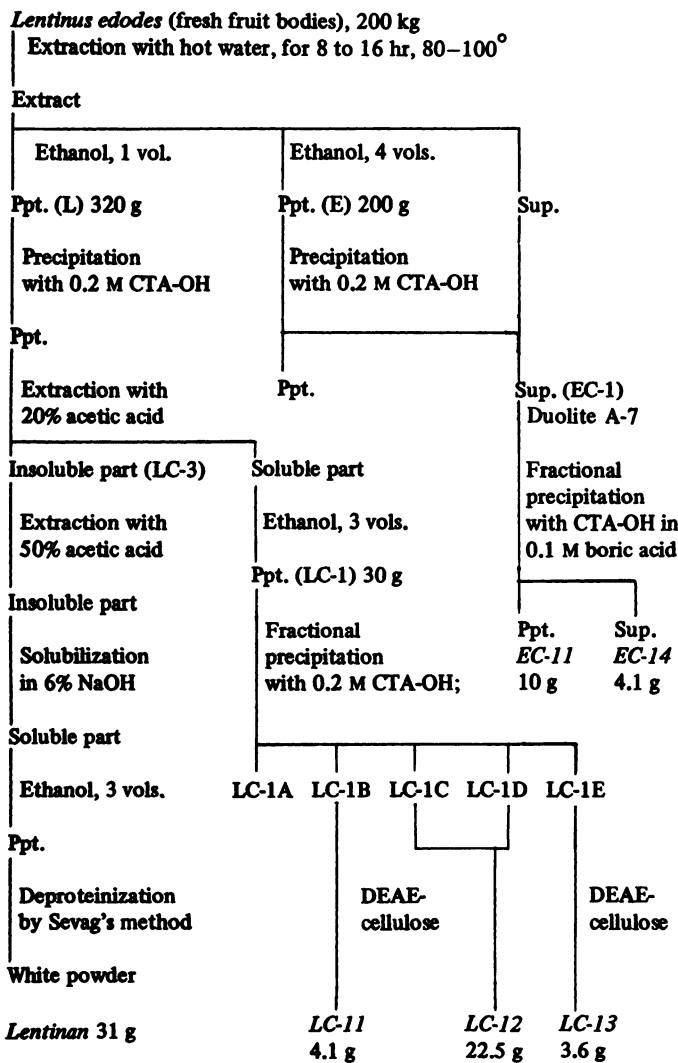 Lentinus edodes (fresh fruit bodies), 200 kg
Extraction with hot water, for 8 to 16 hr, 80–100°
Extract
Ethanol, 1 vol.
Ethanol, 4 vols.
Ppt. (L) 320 g
Ppt. (E) 200 g
Sup.
Precipitation
with 0.2 M CTA-OH
Precipitation
with 0.2 M CTA-OH
Ppt.
Extraction with
20% acetic acid
Ppt.
Sup. (EC-1)
Duolite A-7
Insoluble part (LC-3)
Soluble part
Fractional
precipitation
with CTA-OH in
0.1 M boric acid
Extraction with
50% acetic acid
Ethanol, 3 vols.
Ppt. (LC-1) 30 g
Insoluble part
Fractional
precipitation
with 0.2 M CTA-OH;
Ppt.
EC-11
10 g
Sup.
EC-14
4.1 g
Solubilization
in 6% NaOH
Soluble part
Ethanol, 3 vols.
LC-1A LC-1B LC-1C LC-1D LC-1E
Ppt.
Deproteinization
by Sevag's method
DEAE-
cellulose
DEAE-
cellulose
White powder
Lentinan 31 g
LC-11
4.1 g
LC-12
22.5 g
LC-13
3.6 g